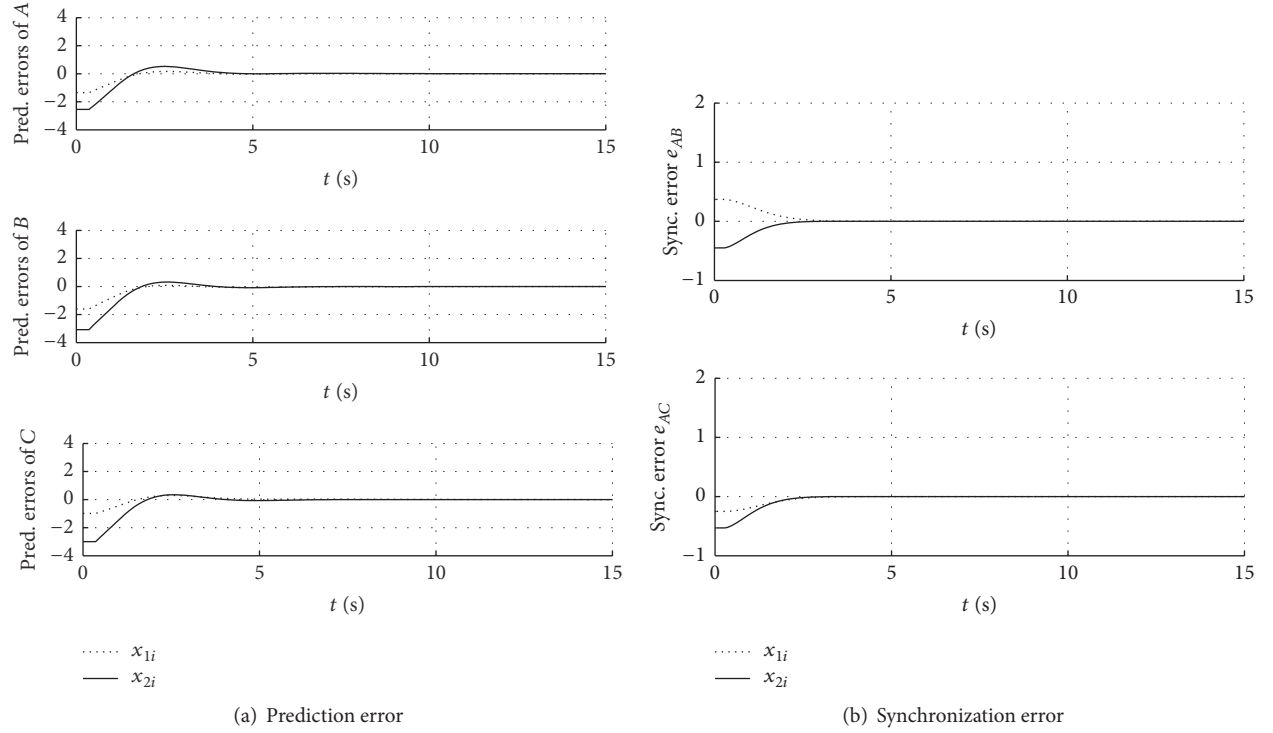 Pred. errors of A
4
2
0
−2
−4
0
5
10
15
t (s)
Pred. errors of B
4
2
0
−2
−4
0
5
10
15
t (s)
Pred. errors of C
4
2
0
−2
−4
0
5
10
15
t (s)
x1i
x2i
(a) Prediction error
Sync. error eAB
2
1
0
−1
0
5
10
15
t (s)
Sync. error eAC
2
1
0
−1
0
5
10
15
t (s)
x1i
x2i
(b) Synchronization error